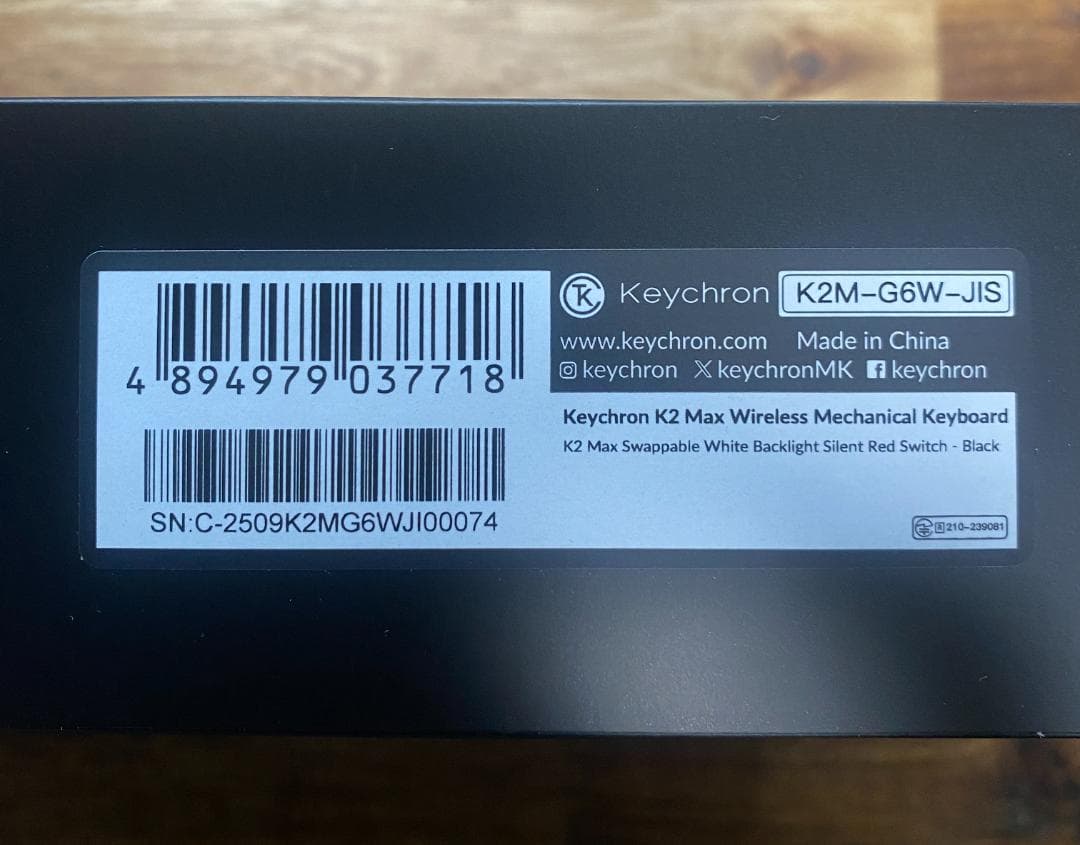 4 894979 037718
SN:C-2509K2MG6WJI00074
Keychron K2M-G6W-JIS
www.keychron.com Made in China
keychron keychronMK keychron
Keychron K2 Max Wireless Mechanical Keyboard
K2 Max Swappable White Backlight Silent Red Switch - Black
R 210-239081